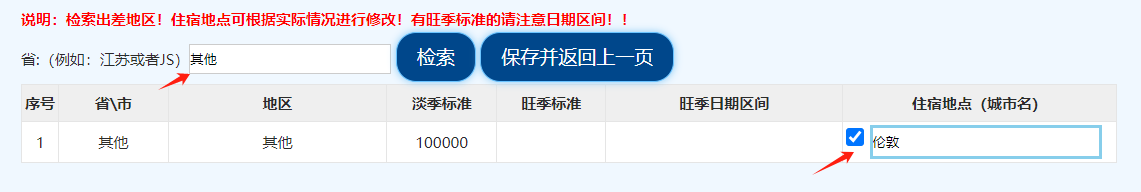 说明：检索出差地区！住宿地点可根据实际情况进行修改！有旺季标准的请注意日期区间！！
省:（例如：江苏或者JS） 其他 检索 保存并返回上一页
序号 省\市 地区 淡季标准 旺季标准 旺季日期区间 住宿地点（城市名）
1 其他 其他 100000 伦敦